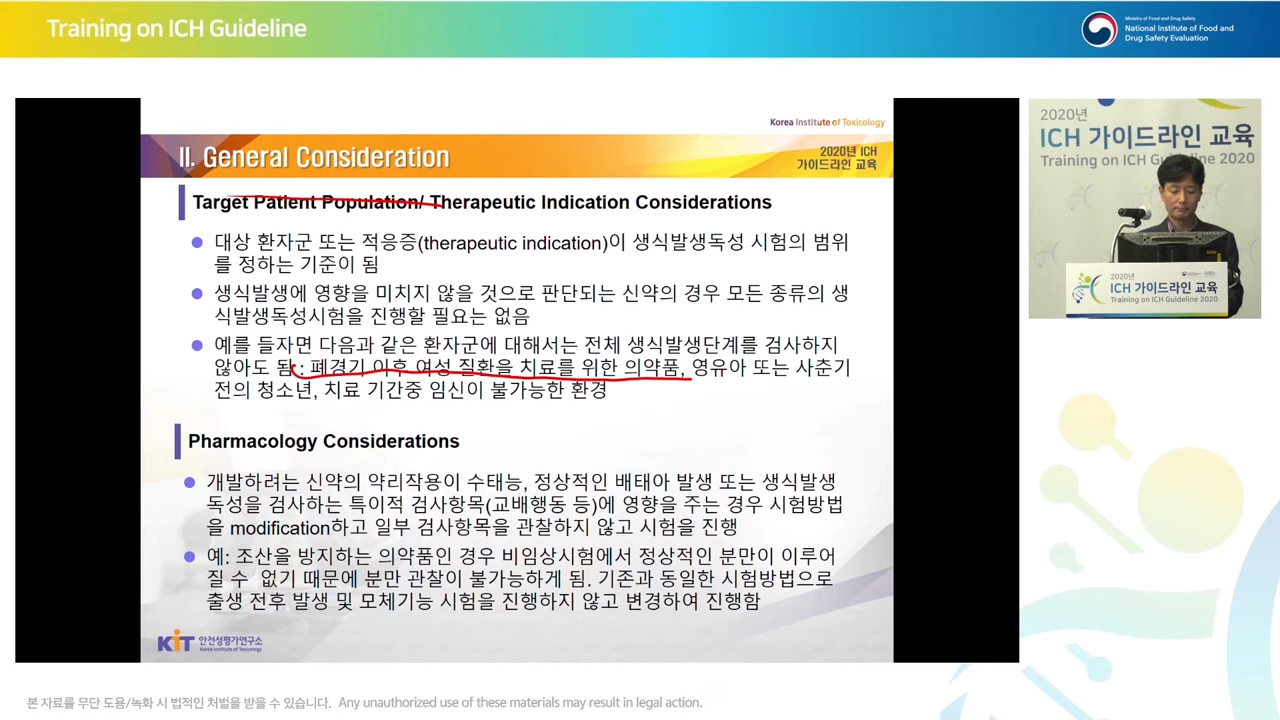 Training on ICH Guideline
Ministry of Food and Drug Safety
National Institute of Food and
Drug Safety Evaluation
Korea Institute of Toxicology
II. General Consideration
2020년 ICH
가이드라인 교육
Target Patient Population/ Therapeutic Indication Considerations
대상 환자군 또는 적응증(therapeutic indication)이 생식발생독성 시험의 범위
를 정하는 기준이 됨
생식발생에 영향을 미치지 않을 것으로 판단되는 신약의 경우 모든 종류의 생
식발생독성시험을 진행할 필요는 없음
예를 들자면 다음과 같은 환자군에 대해서는 전체 생식발생단계를 검사하지
않아도 됨 : 폐경기 이후 여성 질환을 치료를 위한 의약품, 영유아 또는 사춘기
전의 청소년, 치료 기간중 임신이 불가능한 환경
Pharmacology Considerations
개발하려는 신약의 약리작용이 수태능, 정상적인 배태아 발생 또는 생식발생
독성을 검사하는 특이적 검사항목(교배행동 등)에 영향을 주는 경우 시험방법
을 modification하고 일부 검사항목을 관찰하지 않고 시험을 진행
예: 조산을 방지하는 의약품인 경우 비임상시험에서 정상적인 분만이 이루어
질 수 없기 때문에 분만 관찰이 불가능하게 됨. 기존과 동일한 시험방법으로
출생 전후 발생 및 모체기능 시험을 진행하지 않고 변경하여 진행함
KIT 안전성평가연구소
Korea Institute of Toxicology
2020년
ICH 가이드라인 교육
Training on ICH Guideline 2020
2020년
ICH 가이드라인 교육
Training on ICH Guideline 2020
본 자료를 무단 도용/녹화 시 법적인 처벌을 받을 수 있습니다. Any unauthorized use of these materials may result in legal action.